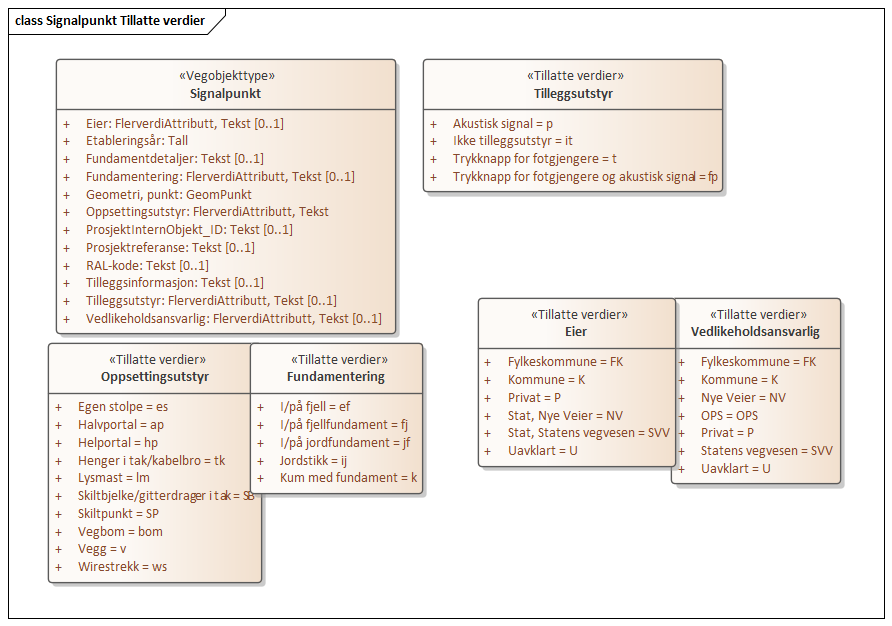 class Signalpunkt Tillatte verdier
«Vegobjekttype»
Signalpunkt
+ Eier: FlerverdiAttributt, Tekst [0..1]
+ Etableringsår: Tall
+ Fundamentdetaljer: Tekst [0..1]
+ Fundamentering: FlerverdiAttributt, Tekst [0..1]
+ Geometri, punkt: GeomPunkt
+ Oppsettingsutstyr: FlerverdiAttributt, Tekst
+ ProsjektInternObjekt_ID: Tekst [0..1]
+ Prosjektreferanse: Tekst [0..1]
+ RAL-kode: Tekst [0..1]
+ Tilleggsinformasjon: Tekst [0..1]
+ Tilleggsutstyr: FlerverdiAttributt, Tekst [0..1]
+ Vedlikeholdsansvarlig: FlerverdiAttributt, Tekst [0..1]
«Tillatte verdier»
Tilleggsutstyr
+ Akustisk signal = p
+ Ikke tilleggsutstyr = it
+ Trykknapp for fotgjengere = t
+ Trykknapp for fotgjengere og akustisk signal = fp
«Tillatte verdier»
Oppsettingsutstyr
+ Egen stolpe = es
+ Halvportal = ap
+ Helportal = hp
+ Henger i tak/kabelbro = tk
+ Lysmast = lm
+ Skiltbjelke/gitterdrager i tak = SB
+ Skiltpunkt = SP
+ Vegbom = bom
+ Vegg = v
+ Wirestrekk = ws
«Tillatte verdier»
Fundamentering
+ I/på fjell = ef
+ I/på fjellfundament = fj
+ I/på jordfundament = jf
+ Jordstikk = ij
+ Kum med fundament = k
«Tillatte verdier»
Eier
+ Fylkeskommune = FK
+ Kommune = K
+ Privat = P
+ Stat, Nye Veier = NV
+ Stat, Statens vegvesen = SVV
+ Uavklart = U
«Tillatte verdier»
Vedlikeholdsansvarlig
+ Fylkeskommune = FK
+ Kommune = K
+ Nye Veier = NV
+ OPS = OPS
+ Privat = P
+ Statens vegvesen = SVV
+ Uavklart = U